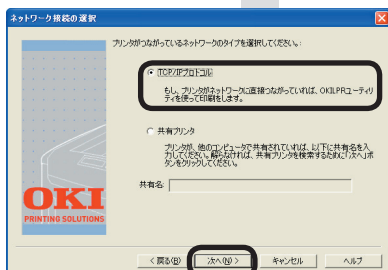 ネットワーク接続の選択
プリンタがつながっているネットワークのタイプを選択してください。:
TCP/IPプロトコル
もし、プリンタがネットワークに直接つながっていれば、OKILPRユーティリ
ティを使って印刷をします。
共有プリンタ
プリンタが、他のコンピュータで共有されていれば、以下に共有名を入
力してください。解らなければ、共有プリンタを検索するために「次へ」ボ
タンをクリックしてください。
共有名:
OKI
PRINTING SOLUTIONS
< 戻る(B)
次へ(N) >
キャンセル
ヘルプ